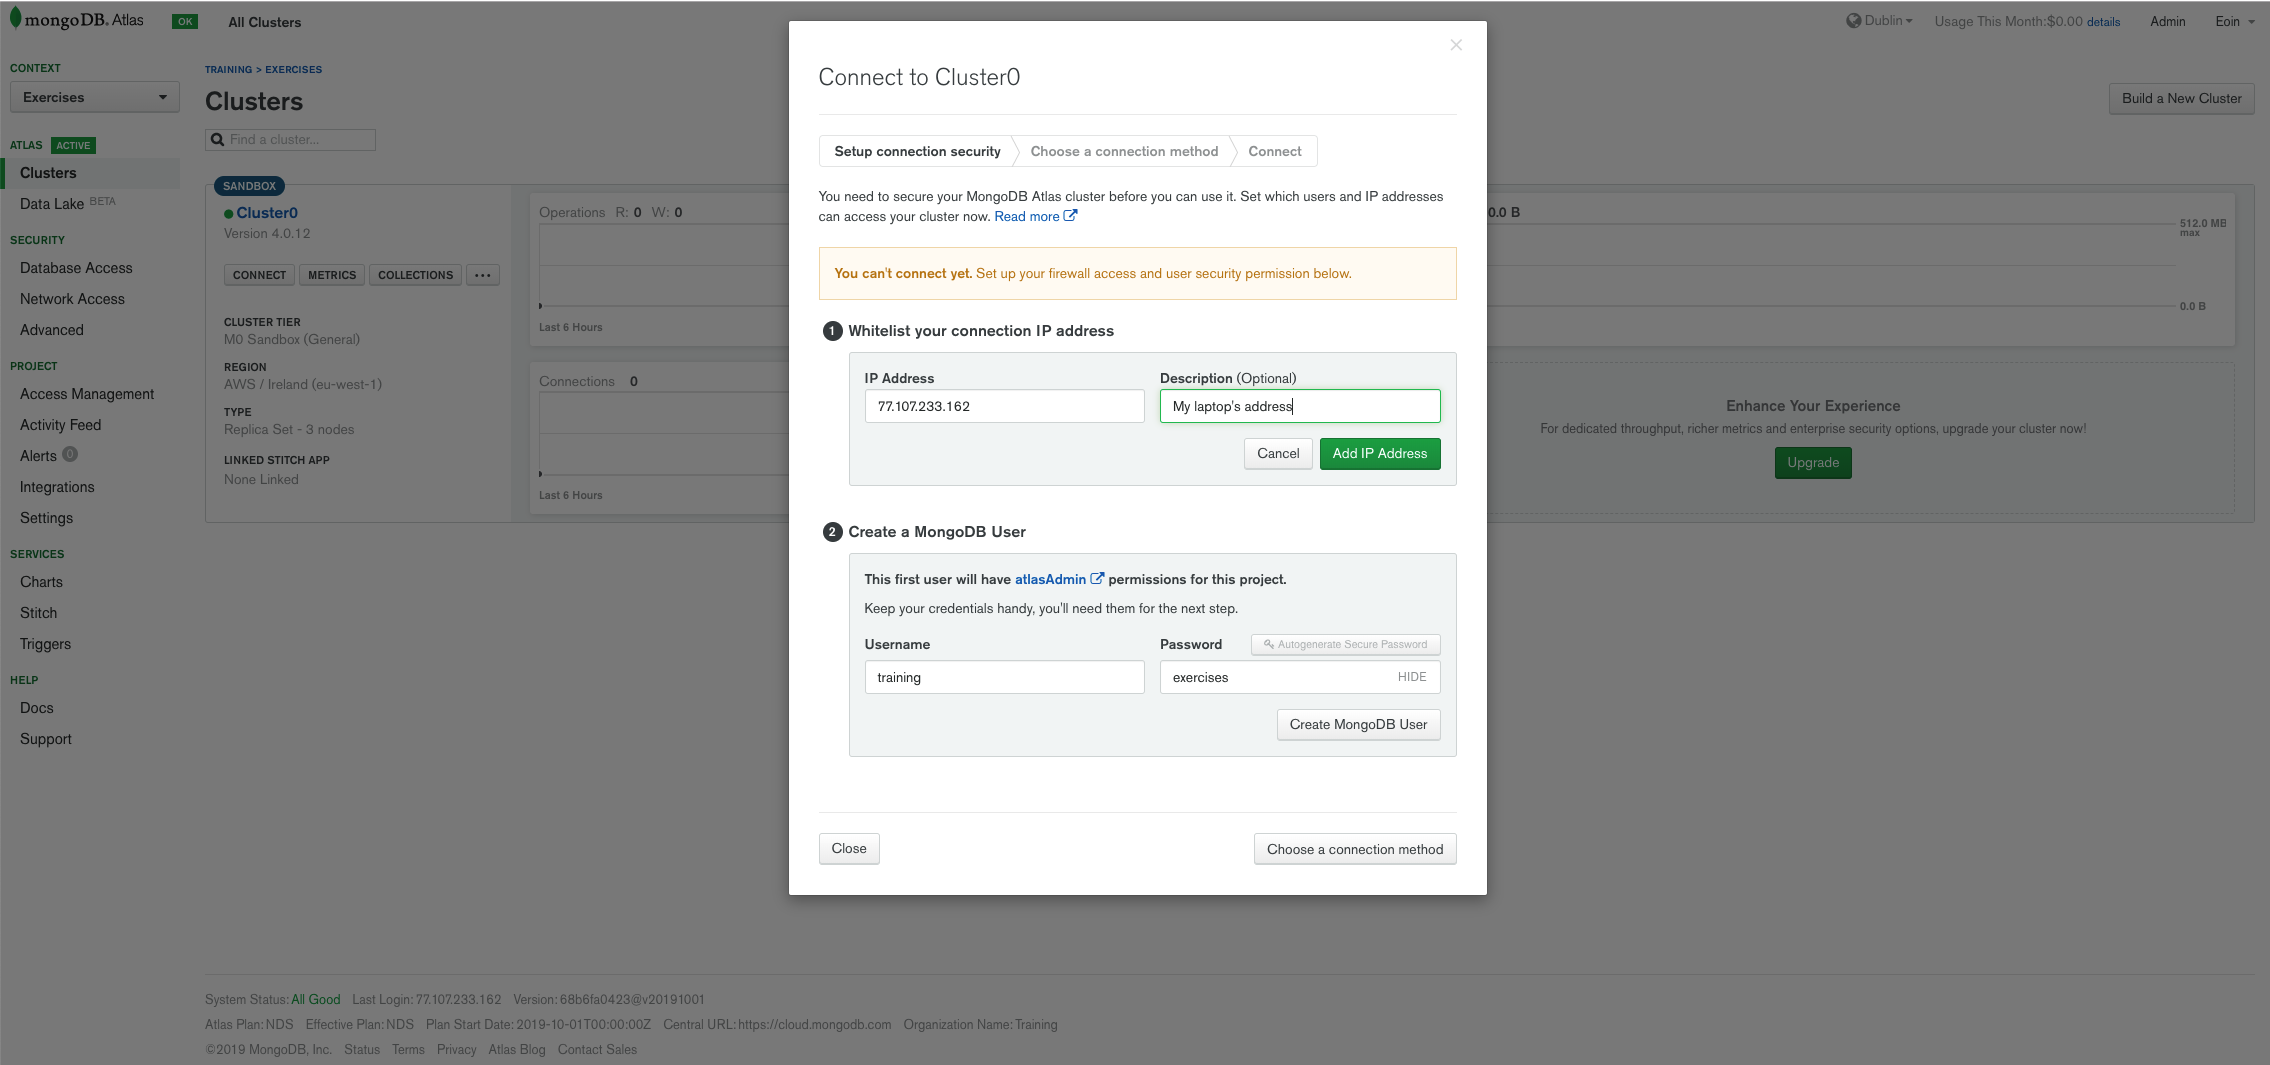 mongoDB. Atlas OK All Clusters
Dublin Usage This Month:$0.00 details Admin Eoin
CONTEXT
Exercises
ATLAS ACTIVE
Clusters
Data Lake BETA
SECURITY
Database Access
Network Access
Advanced
PROJECT
Access Management
Activity Feed
Alerts 0
Integrations
Settings
SERVICES
Charts
Stitch
Triggers
HELP
Docs
Support
TRAINING > EXERCISES
Clusters
Build a New Cluster
Find a cluster...
SANDBOX
Cluster0
Version 4.0.12
CONNECT METRICS COLLECTIONS ...
CLUSTER TIER
M0 Sandbox (General)
REGION
AWS / Ireland (eu-west-1)
TYPE
Replica Set - 3 nodes
LINKED STITCH APP
None Linked
Operations R: 0 W: 0
Last 6 Hours
Connections 0
Last 6 Hours
0.0 B
512.0 MB
max
0.0 B
Enhance Your Experience
For dedicated throughput, richer metrics and enterprise security options, upgrade your cluster now!
Upgrade
×
Connect to Cluster0
Setup connection security Choose a connection method Connect
You need to secure your MongoDB Atlas cluster before you can use it. Set which users and IP addresses
can access your cluster now. Read more
You can't connect yet. Set up your firewall access and user security permission below.
1 Whitelist your connection IP address
IP Address Description (Optional)
77.107.233.162 My laptop's address
Cancel Add IP Address
2 Create a MongoDB User
This first user will have atlasAdmin permissions for this project.
Keep your credentials handy, you'll need them for the next step.
Username Password Autogenerate Secure Password
training exercises HIDE
Create MongoDB User
Close Choose a connection method
System Status: All Good Last Login: 77.107.233.162 Version: 68b6fa0423@v20191001
Atlas Plan: NDS Effective Plan: NDS Plan Start Date: 2019-10-01T00:00:00Z Central URL: https://cloud.mongodb.com Organization Name: Training
©2019 MongoDB, Inc. Status Terms Privacy Atlas Blog Contact Sales